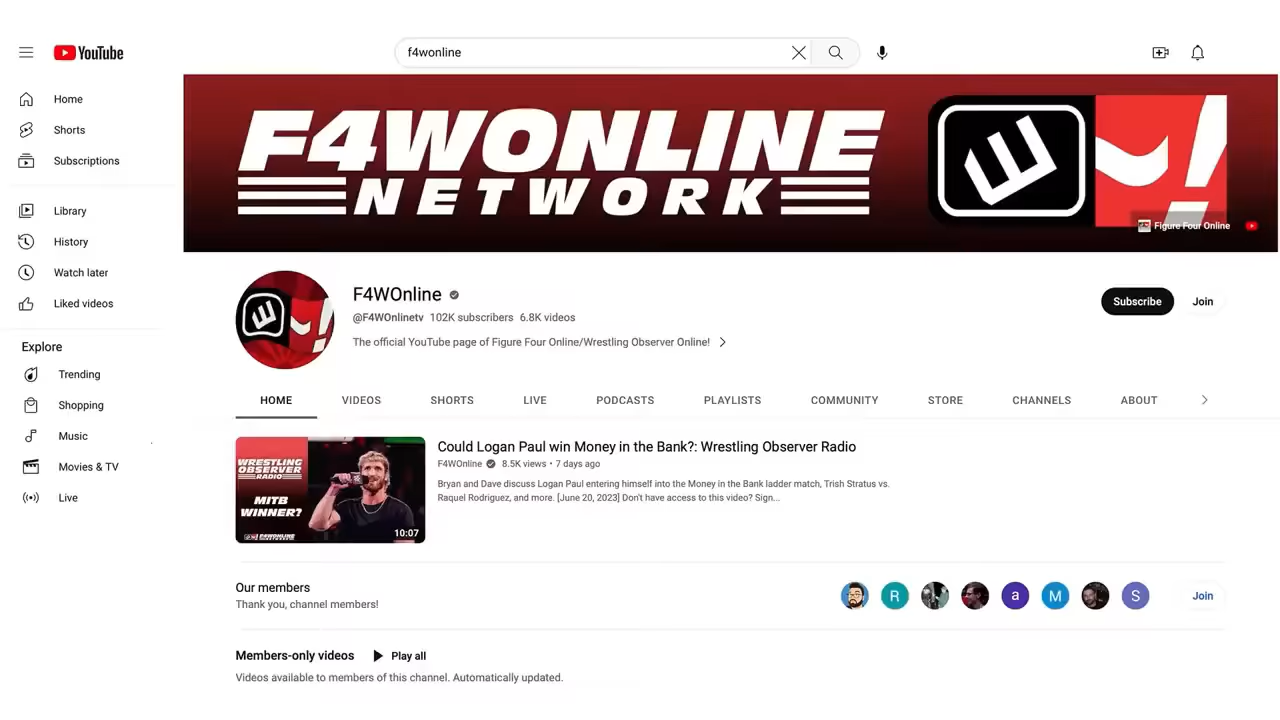 YouTube
f4wonline
Home
Shorts
Subscriptions
Library
History
Watch later
Liked videos
Explore
Trending
Shopping
Music
Movies & TV
Live
F4WONLINE
NETWORK
Figure Four Online
F4WOnline
@F4WOnlinetv 102K subscribers 6.8K videos
The official YouTube page of Figure Four Online/Wrestling Observer Online!
Subscribe
Join
HOME VIDEOS SHORTS LIVE PODCASTS PLAYLISTS COMMUNITY STORE CHANNELS ABOUT
WRESTLING
OBSERVER
RADIO
MITB
WINNER?
F4WONLINE
NETWORK
10:07
Could Logan Paul win Money in the Bank?: Wrestling Observer Radio
F4WOnline 8.5K views • 7 days ago
Bryan and Dave discuss Logan Paul entering himself into the Money in the Bank ladder match, Trish Stratus vs.
Raquel Rodriguez, and more. [June 20, 2023] Don't have access to this video? Sign...
Our members
Thank you, channel members!
R
a
M
S
Join
Members-only videos
Play all
Videos available to members of this channel. Automatically updated.